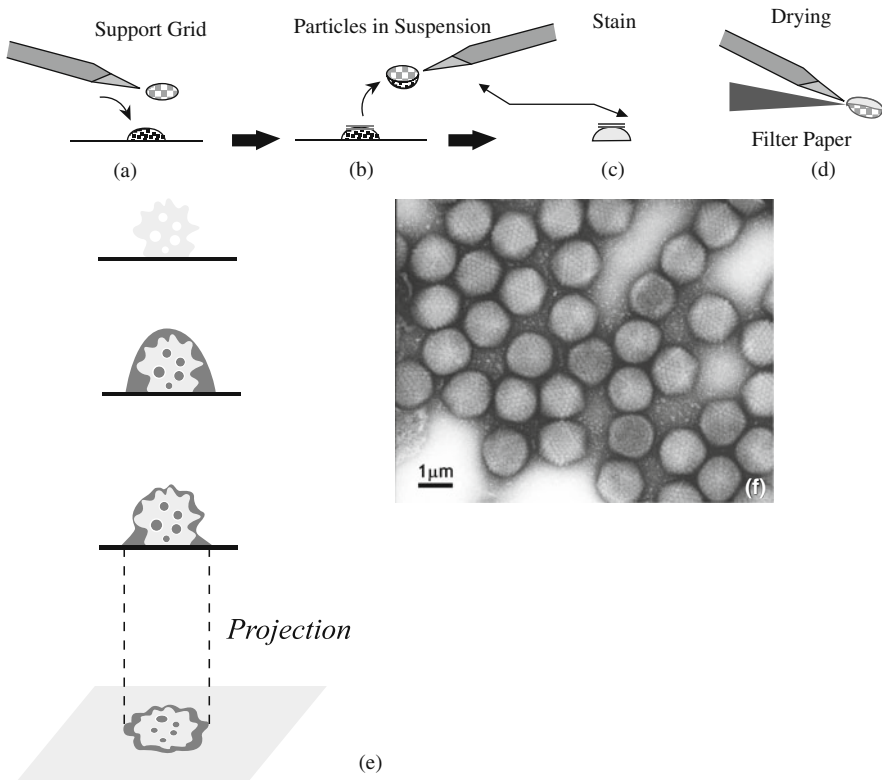 Support Grid
Particles in Suspension
Stain
Drying
Filter Paper
(a)
(b)
(c)
(d)
1µm
(f)
Projection
(e)